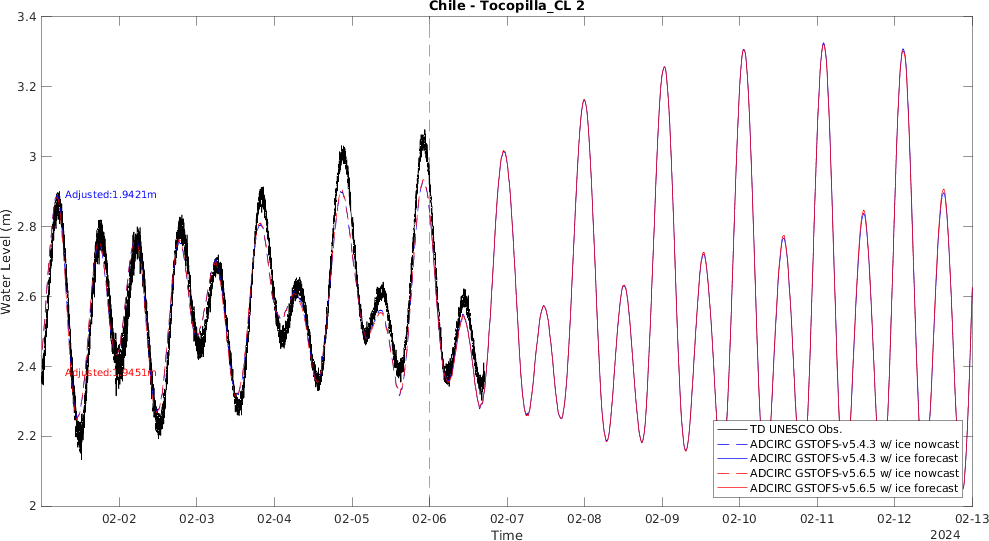 Chile - Tocopilla_CL 2
3.4
3.2
3
2.8
2.6
2.4
2.2
2
Water Level (m)
Adjusted:1.9421m
Adjusted:1.9451m
TD UNESCO Obs.
ADCIRC GSTOFS-v5.4.3 w/ ice nowcast
ADCIRC GSTOFS-v5.4.3 w/ ice forecast
ADCIRC GSTOFS-v5.6.5 w/ ice nowcast
ADCIRC GSTOFS-v5.6.5 w/ ice forecast
02-02 02-03 02-04 02-05 02-06 02-07 02-08 02-09 02-10 02-11 02-12 02-13
Time
2024